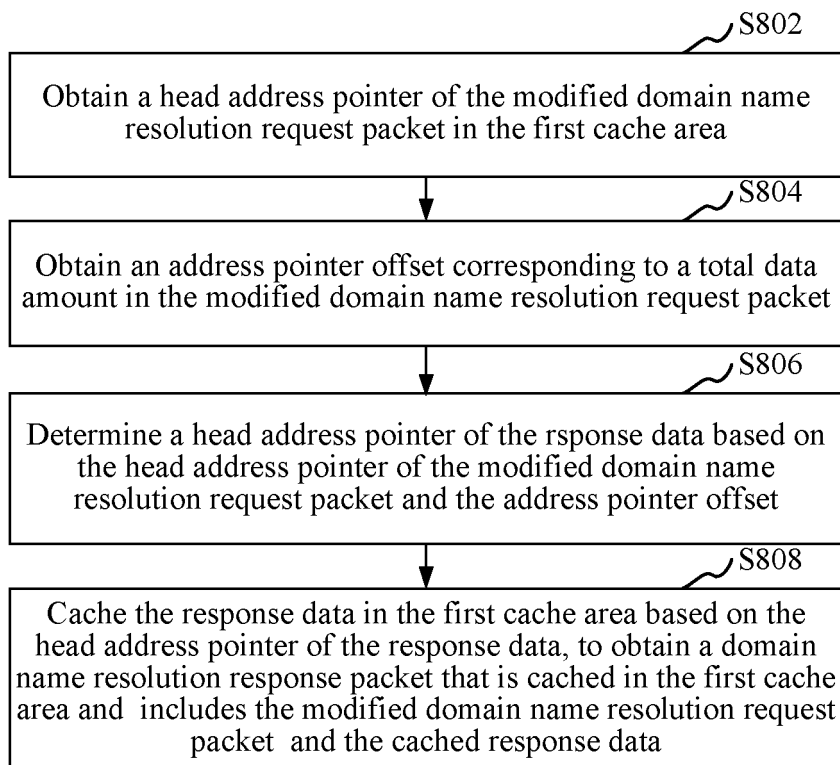 S802
Obtain a head address pointer of the modified domain name
resolution request packet in the first cache area
S804
Obtain an address pointer offset corresponding to a total data
amount in the modified domain name resolution request packet
S806
Determine a head address pointer of the rsponse data based on
the head address pointer of the modified domain name
resolution request packet and the address pointer offset
S808
Cache the response data in the first cache area based on the
head address pointer of the response data, to obtain a domain
name resolution response packet that is cached in the first cache
area and includes the modified domain name resolution request
packet and the cached response data